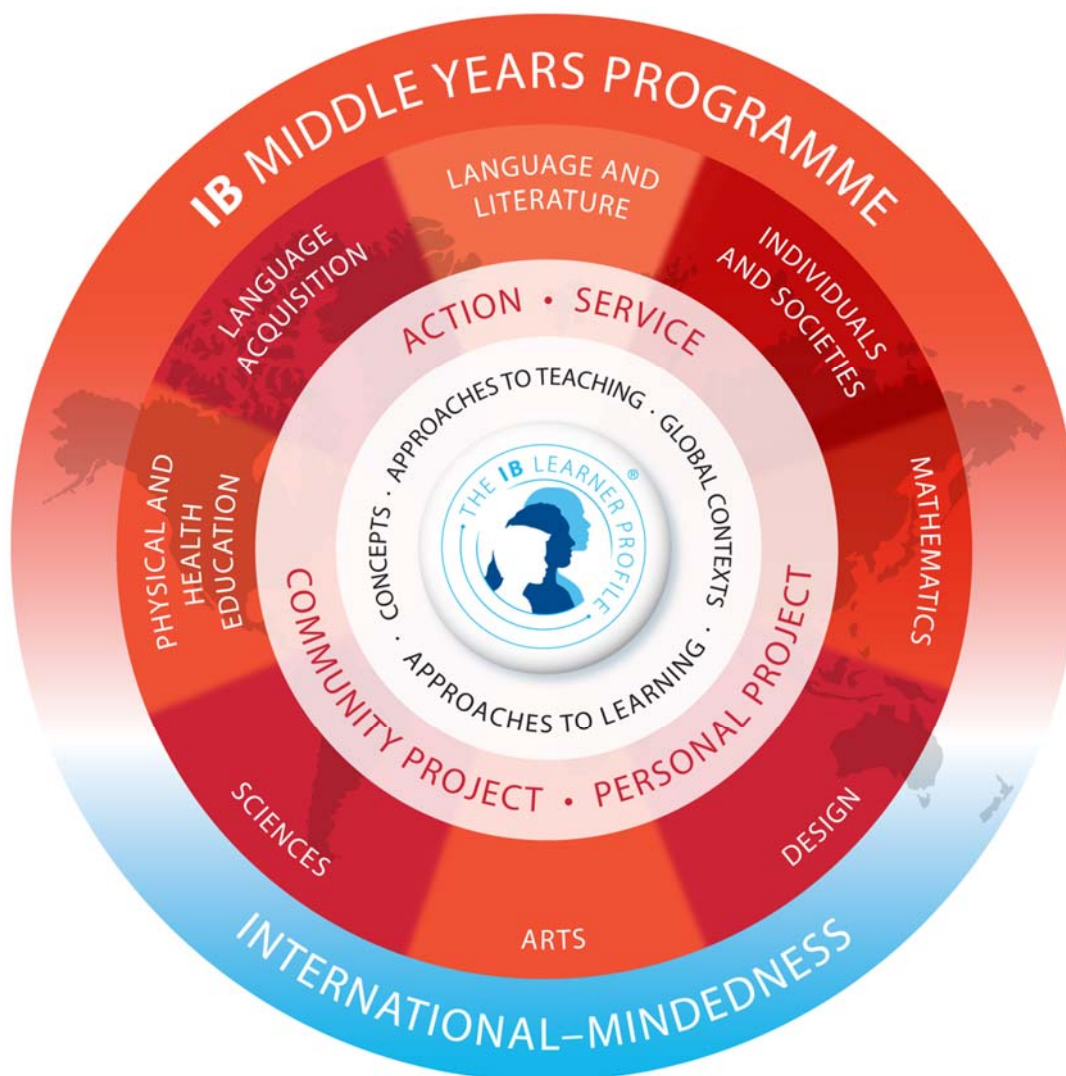 IB MIDDLE YEARS PROGRAMME
LANGUAGE AND
LITERATURE
INDIVIDUALS
AND SOCIETIES
MATHEMATICS
DESIGN
ARTS
SCIENCES
PHYSICAL AND
HEALTH
EDUCATION
LANGUAGE
ACQUISITION
ACTION • SERVICE
PERSONAL PROJECT
•
COMMUNITY PROJECT
APPROACHES TO TEACHING · GLOBAL CONTEXTS · APPROACHES TO LEARNING · CONCEPTS ·
THE IB LEARNER PROFILE ®
INTERNATIONAL–MINDEDNESS